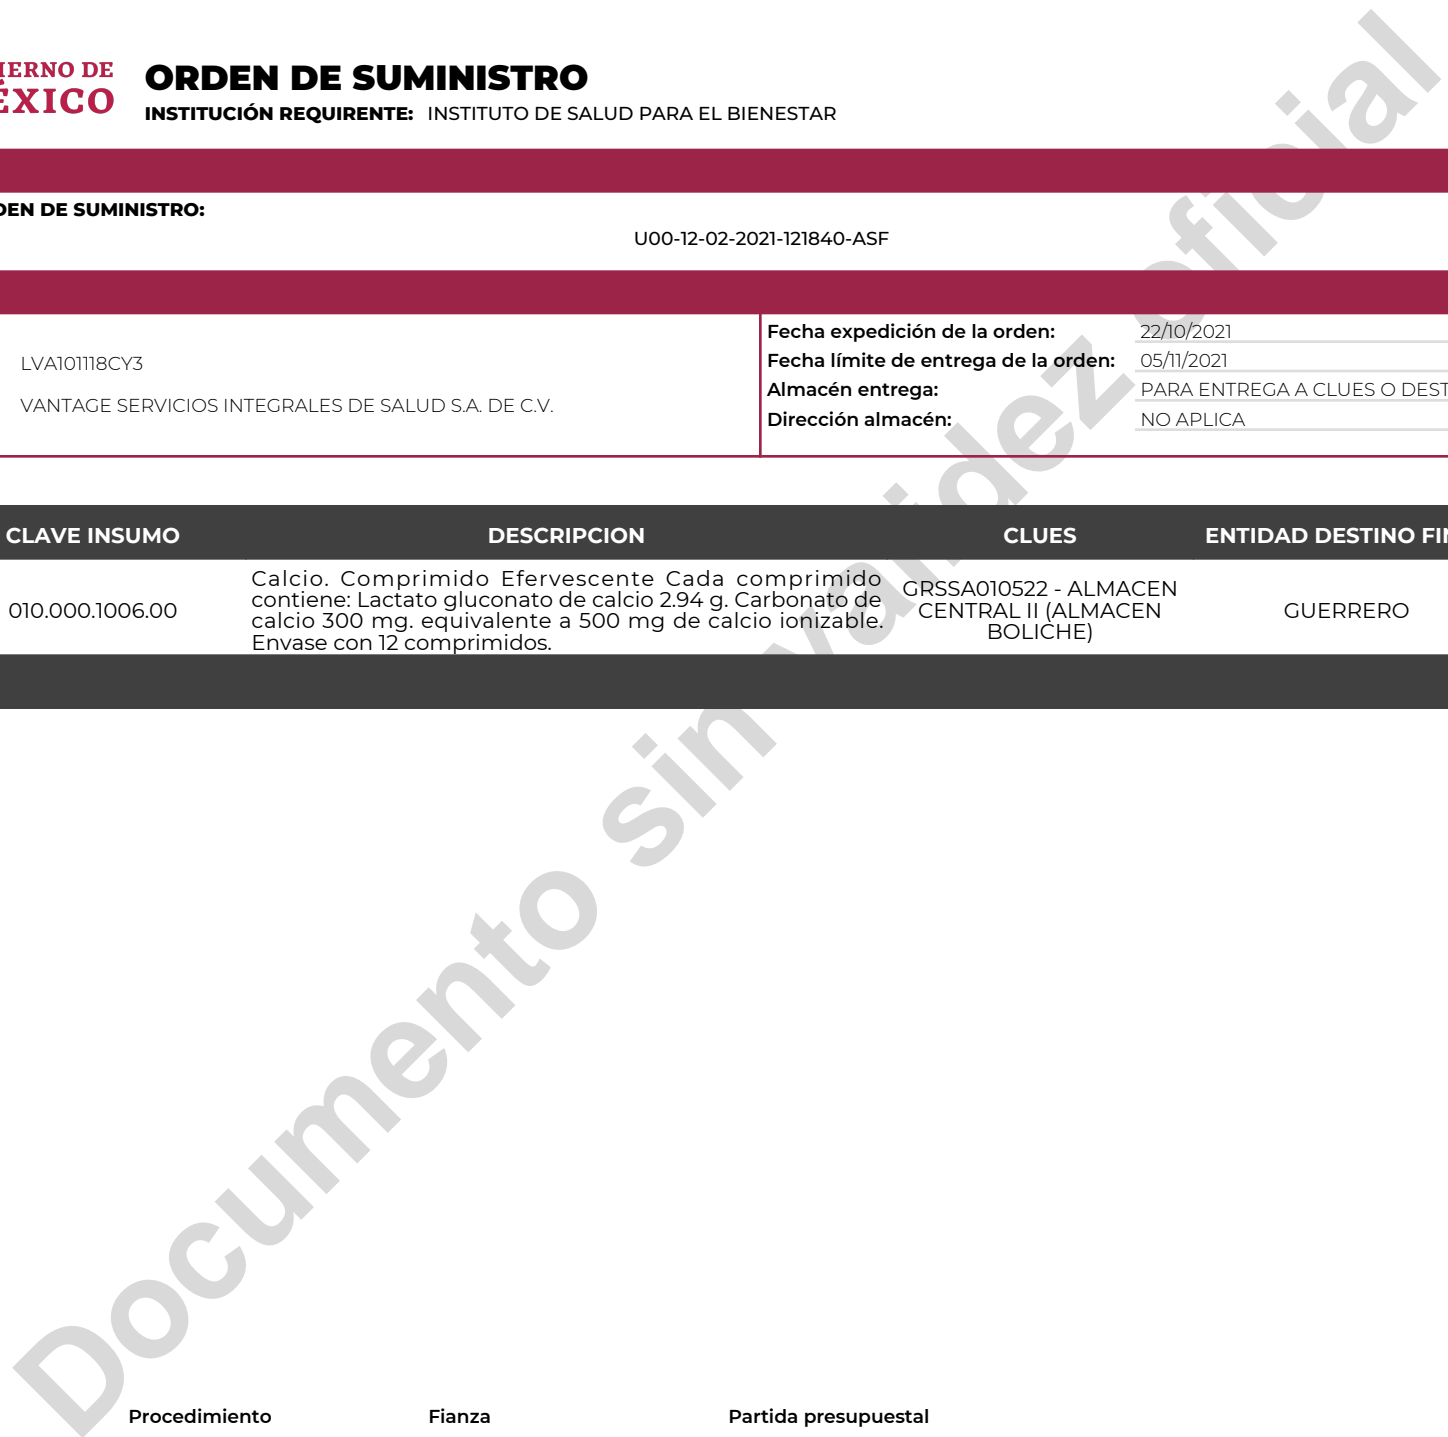 IERNO DE
ÉXICO
ORDEN DE SUMINISTRO
INSTITUCIÓN REQUIRENTE: INSTITUTO DE SALUD PARA EL BIENESTAR
DEN DE SUMINISTRO:
U00-12-02-2021-121840-ASF
LVA101118CY3
VANTAGE SERVICIOS INTEGRALES DE SALUD S.A. DE C.V.
Fecha expedición de la orden: 22/10/2021
Fecha límite de entrega de la orden: 05/11/2021
Almacén entrega: PARA ENTREGA A CLUES O DEST
Dirección almacén: NO APLICA
CLAVE INSUMO DESCRIPCION CLUES ENTIDAD DESTINO FIN
010.000.1006.00
Calcio. Comprimido Efervescente Cada comprimido
contiene: Lactato gluconato de calcio 2.94 g. Carbonato de
calcio 300 mg. equivalente a 500 mg de calcio ionizable.
Envase con 12 comprimidos.
GRSSA010522 - ALMACEN
CENTRAL II (ALMACEN
BOLICHE)
GUERRERO
Documento sin validez oficial
Procedimiento Fianza Partida presupuestal